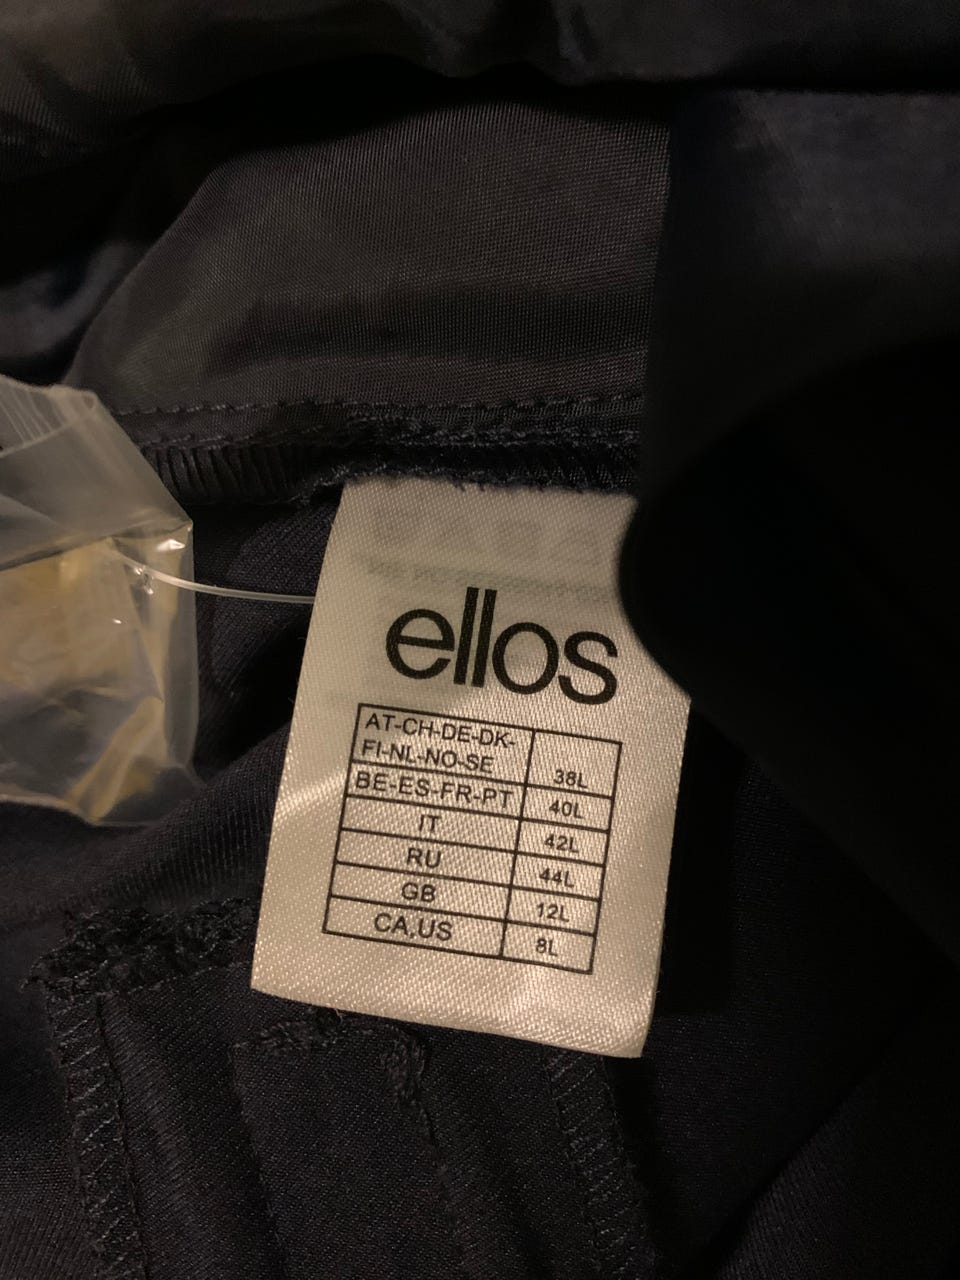 ellos
AT-CH-DE-DK-
FI-NL-NO-SE 38L
BE-ES-FR-PT 40L
IT 42L
RU 44L
GB 12L
CA.US 8L